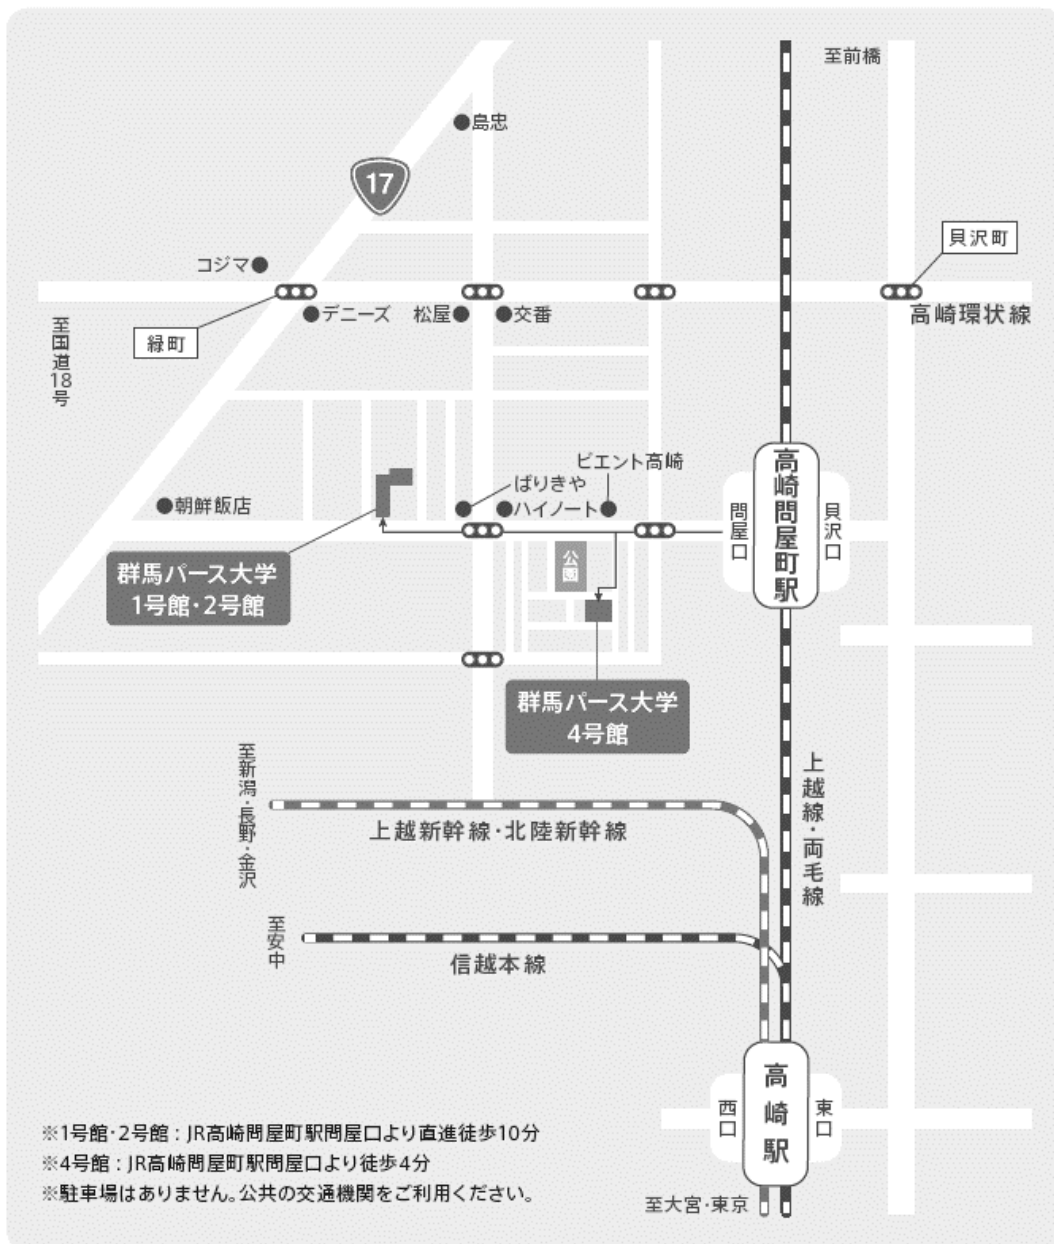 至前橋
島忠
17
貝沢町
コジマ
デニーズ
松屋
交番
高崎環状線
緑町
至国道18号
ビエント高崎
ばりきや
ハイノート
朝鮮飯店
問屋口
高崎問屋町駅
貝沢口
公園
群馬パース大学
1号館・2号館
群馬パース大学
4号館
至新潟・長野・金沢
上越新幹線・北陸新幹線
上越線・両毛線
至安中
信越本線
西口
高崎駅
東口
※1号館・2号館：JR高崎問屋町駅問屋口より直進徒歩10分
※4号館：JR高崎問屋町駅問屋口より徒歩4分
※駐車場はありません。公共の交通機関をご利用ください。
至大宮・東京